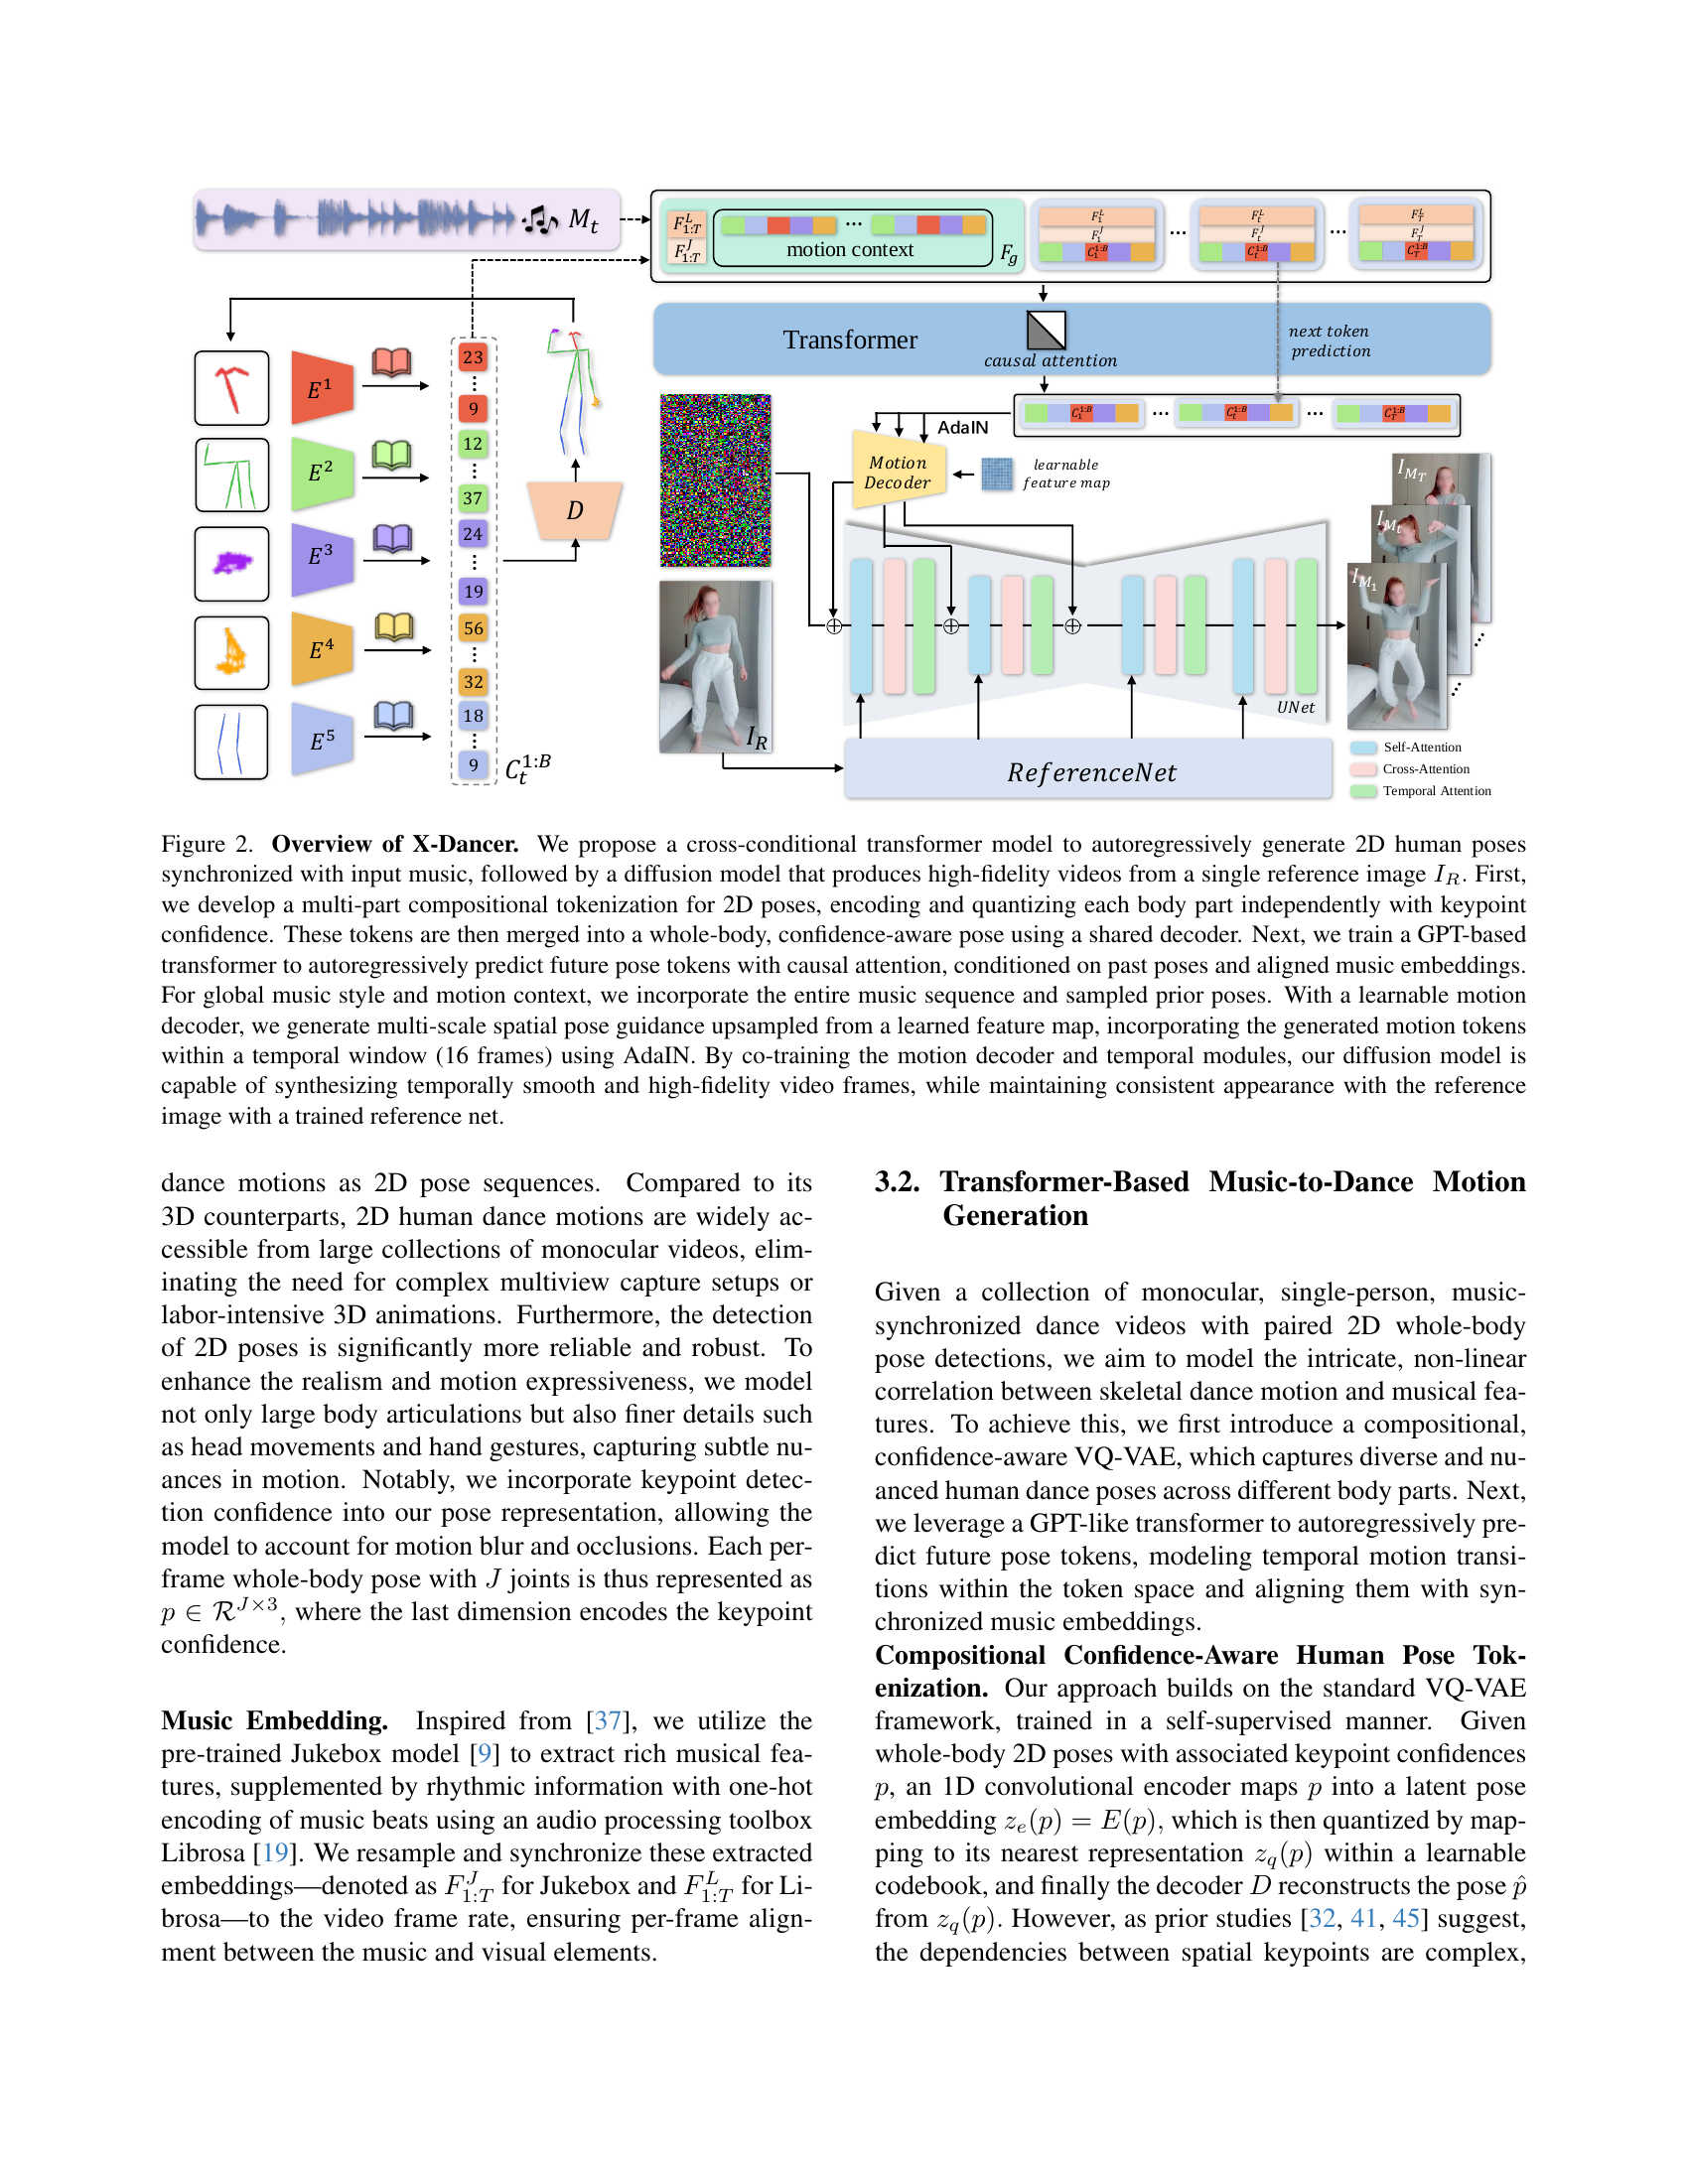 M_t
F^L_{1:T}
F^J_{1:T}
motion context
F_g
F^L_1
F^J_1
C^{1:B}_1
...
F^L_t
F^J_t
C^{1:B}_t
...
F^L_T
F^J_T
C^{1:B}_T
Transformer
causal attention
next token
prediction
E^1
E^2
E^3
E^4
E^5
23
9
12
37
24
19
56
32
18
9
C_t^{1:B}
D
AdaIN
C^{1:B}_1
...
C^{1:B}_t
...
C^{1:B}_T
Motion
Decoder
learnable
feature map
I_{M_T}
I_{M_t}
I_{M_1}
I_R
UNet
ReferenceNet
Self-Attention
Cross-Attention
Temporal Attention
Figure 2. Overview of X-Dancer. We propose a cross-conditional transformer model to autoregressively generate 2D human poses
synchronized with input music, followed by a diffusion model that produces high-fidelity videos from a single reference image I_R. First,
we develop a multi-part compositional tokenization for 2D poses, encoding and quantizing each body part independently with keypoint
confidence. These tokens are then merged into a whole-body, confidence-aware pose using a shared decoder. Next, we train a GPT-based
transformer to autoregressively predict future pose tokens with causal attention, conditioned on past poses and aligned music embeddings.
For global music style and motion context, we incorporate the entire music sequence and sampled prior poses. With a learnable motion
decoder, we generate multi-scale spatial pose guidance upsampled from a learned feature map, incorporating the generated motion tokens
within a temporal window (16 frames) using AdaIN. By co-training the motion decoder and temporal modules, our diffusion model is
capable of synthesizing temporally smooth and high-fidelity video frames, while maintaining consistent appearance with the reference
image with a trained reference net.
dance motions as 2D pose sequences. Compared to its
3D counterparts, 2D human dance motions are widely ac-
cessible from large collections of monocular videos, elim-
inating the need for complex multiview capture setups or
labor-intensive 3D animations. Furthermore, the detection
of 2D poses is significantly more reliable and robust. To
enhance the realism and motion expressiveness, we model
not only large body articulations but also finer details such
as head movements and hand gestures, capturing subtle nu-
ances in motion. Notably, we incorporate keypoint detec-
tion confidence into our pose representation, allowing the
model to account for motion blur and occlusions. Each per-
frame whole-body pose with J joints is thus represented as
p ∈ R^{J×3}, where the last dimension encodes the keypoint
confidence.
Music Embedding. Inspired from [37], we utilize the
pre-trained Jukebox model [9] to extract rich musical fea-
tures, supplemented by rhythmic information with one-hot
encoding of music beats using an audio processing toolbox
Librosa [19]. We resample and synchronize these extracted
embeddings—denoted as F^J_{1:T} for Jukebox and F^L_{1:T} for Li-
brosa—to the video frame rate, ensuring per-frame align-
ment between the music and visual elements.
3.2. Transformer-Based Music-to-Dance Motion
Generation
Given a collection of monocular, single-person, music-
synchronized dance videos with paired 2D whole-body
pose detections, we aim to model the intricate, non-linear
correlation between skeletal dance motion and musical fea-
tures. To achieve this, we first introduce a compositional,
confidence-aware VQ-VAE, which captures diverse and nu-
anced human dance poses across different body parts. Next,
we leverage a GPT-like transformer to autoregressively pre-
dict future pose tokens, modeling temporal motion transi-
tions within the token space and aligning them with syn-
chronized music embeddings.
Compositional Confidence-Aware Human Pose Tok-
enization. Our approach builds on the standard VQ-VAE
framework, trained in a self-supervised manner. Given
whole-body 2D poses with associated keypoint confidences
p, an 1D convolutional encoder maps p into a latent pose
embedding z_e(p) = E(p), which is then quantized by map-
ping to its nearest representation z_q(p) within a learnable
codebook, and finally the decoder D reconstructs the pose p̂
from z_q(p). However, as prior studies [32, 41, 45] suggest,
the dependencies between spatial keypoints are complex,